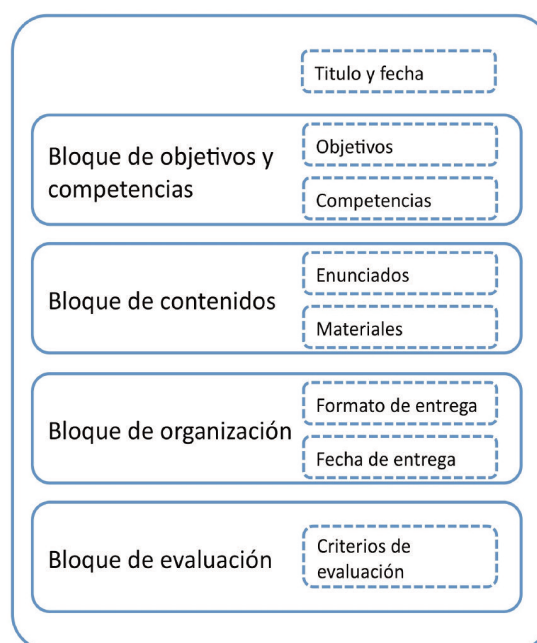 Titulo y fecha
Bloque de objetivos y
competencias
Objetivos
Competencias
Bloque de contenidos
Enunciados
Materiales
Bloque de organización
Formato de entrega
Fecha de entrega
Bloque de evaluación
Criterios de
evaluación